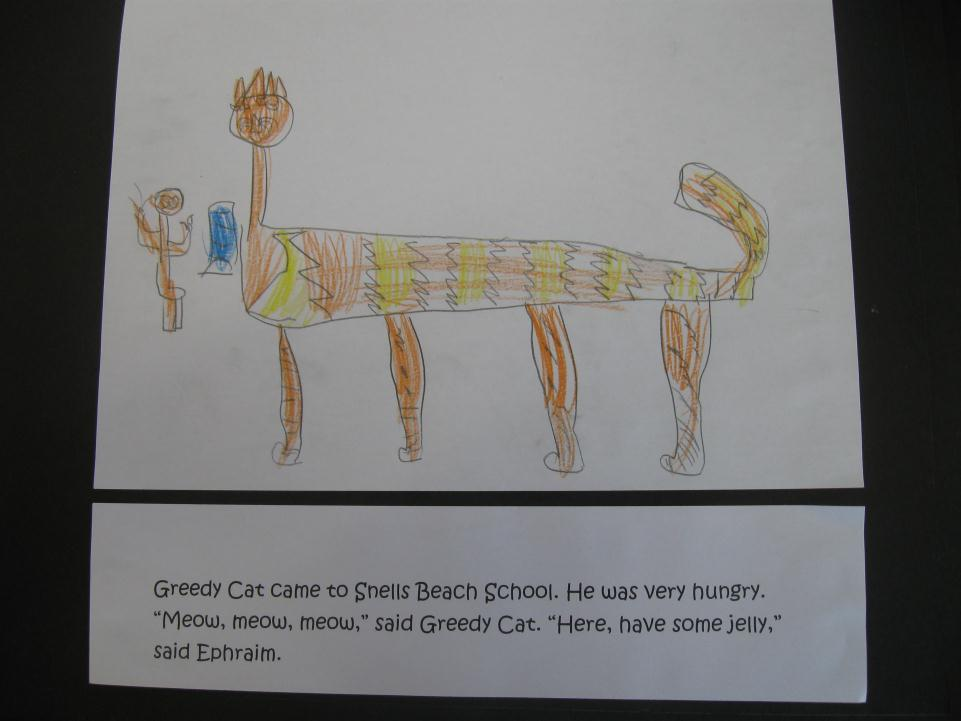 Greedy Cat came to Snells Beach School. He was very hungry.
“Meow, meow, meow,” said Greedy Cat. “Here, have some jelly,”
said Ephraim.